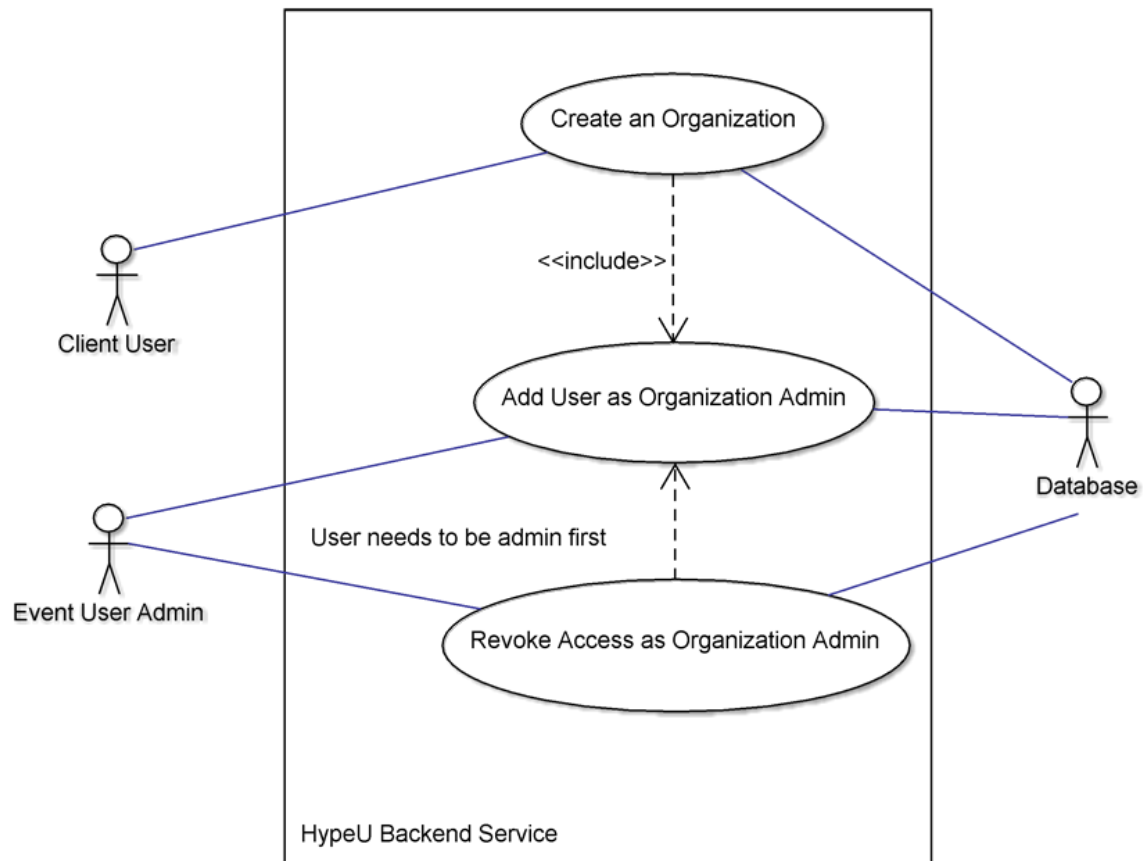 Create an Organization
<<include>>
Client User
Add User as Organization Admin
Database
User needs to be admin first
Event User Admin
Revoke Access as Organization Admin
HypeU Backend Service